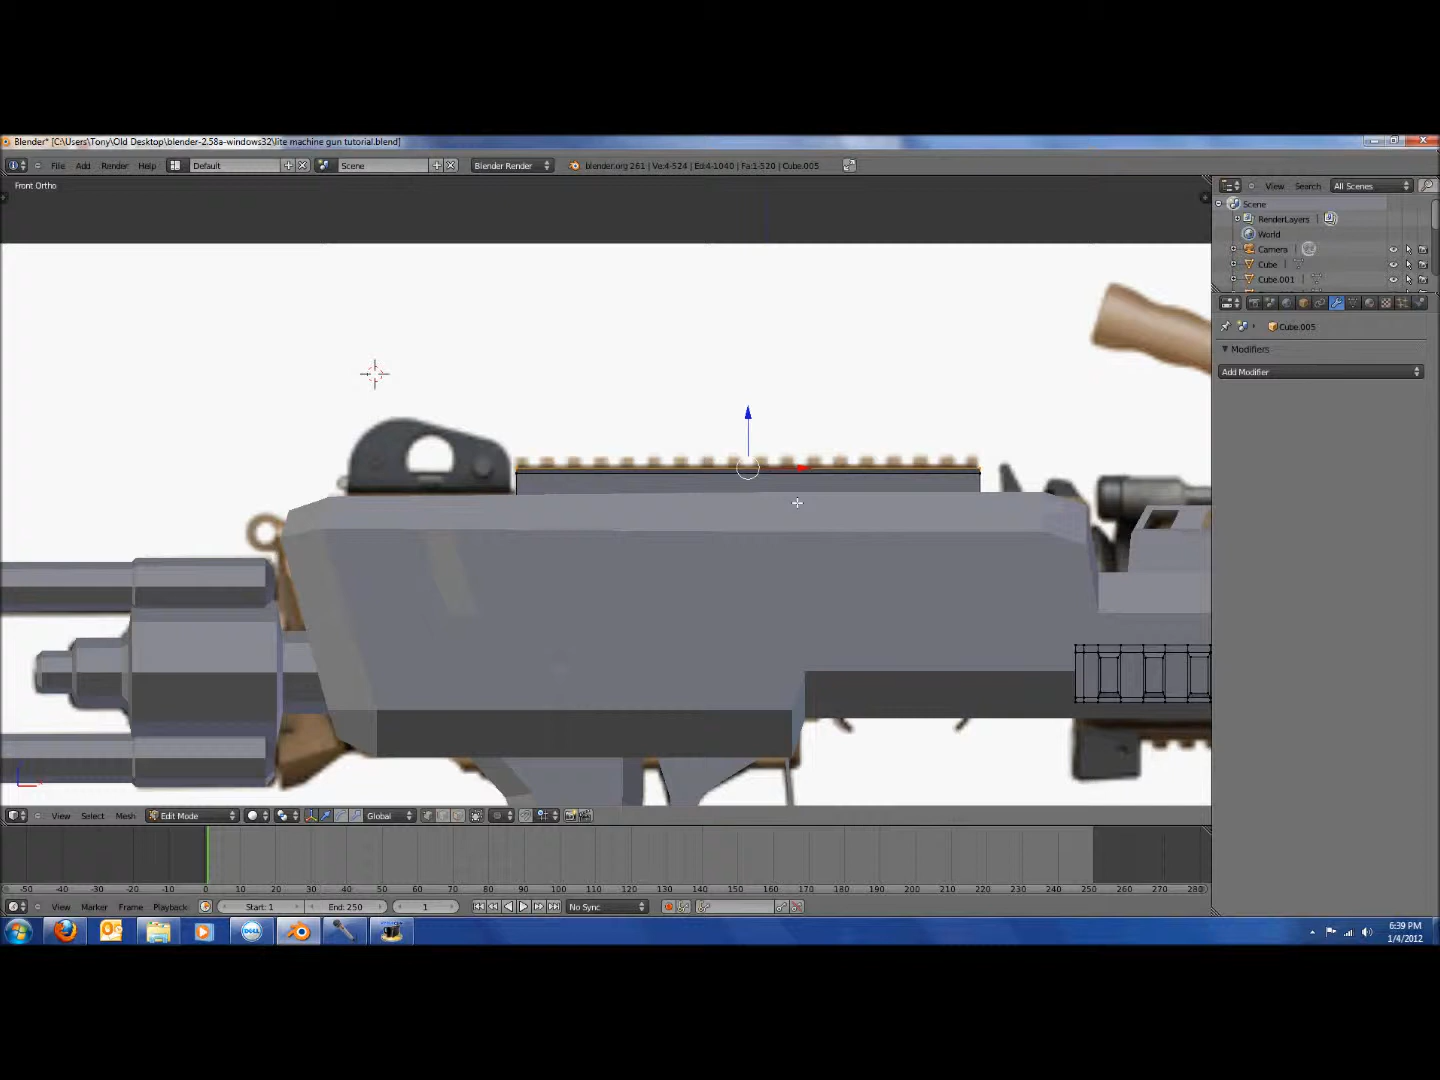 Blender* [C:\Users\Tony\Old Desktop\blender-2.58a-windows32\lite machine gun tutorial.blend]
File Add Render Help Default Scene Blender Render blender.org 261 | Ve:4-524 | Ed:4-1040 | Fa:1-520 | Cube.005
Front Ortho
View Search All Scenes
Scene
RenderLayers
World
Camera
Cube
Cube.001
Cube.005
Modifiers
Add Modifier
View Select Mesh Edit Mode Global
-50 -40 -30 -20 -10 0 10 20 30 40 50 60 70 80 90 100 110 120 130 140 150 160 170 180 190 200 210 220 230 240 250 260 270 280
View Marker Frame Playback Start: 1 End: 250 1 No Sync
DELL
6:39 PM
1/4/2012